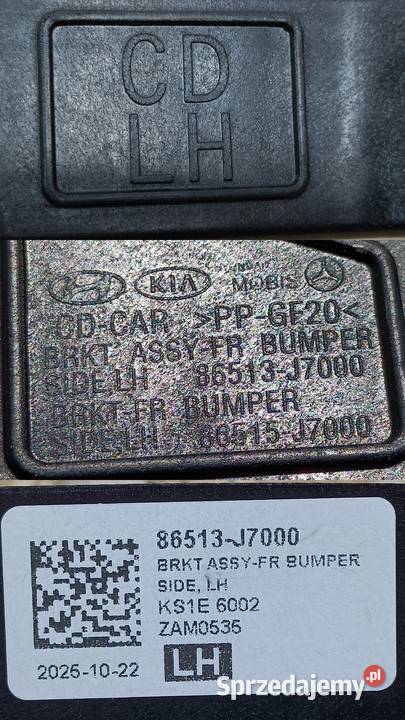 CD
LH
KIA MOBIS
CD-CAR >PP-GF20<
BRKT ASSY-FR BUMPER
SIDE LH 86513-J7000
BRKT-FR BUMPER
SIDE LH 86515-J7000
86513-J7000
BRKT ASSY-FR BUMPER
SIDE, LH
KS1E 6002
ZAM0535
2025-10-22
LH
Sprzedajemy.pl